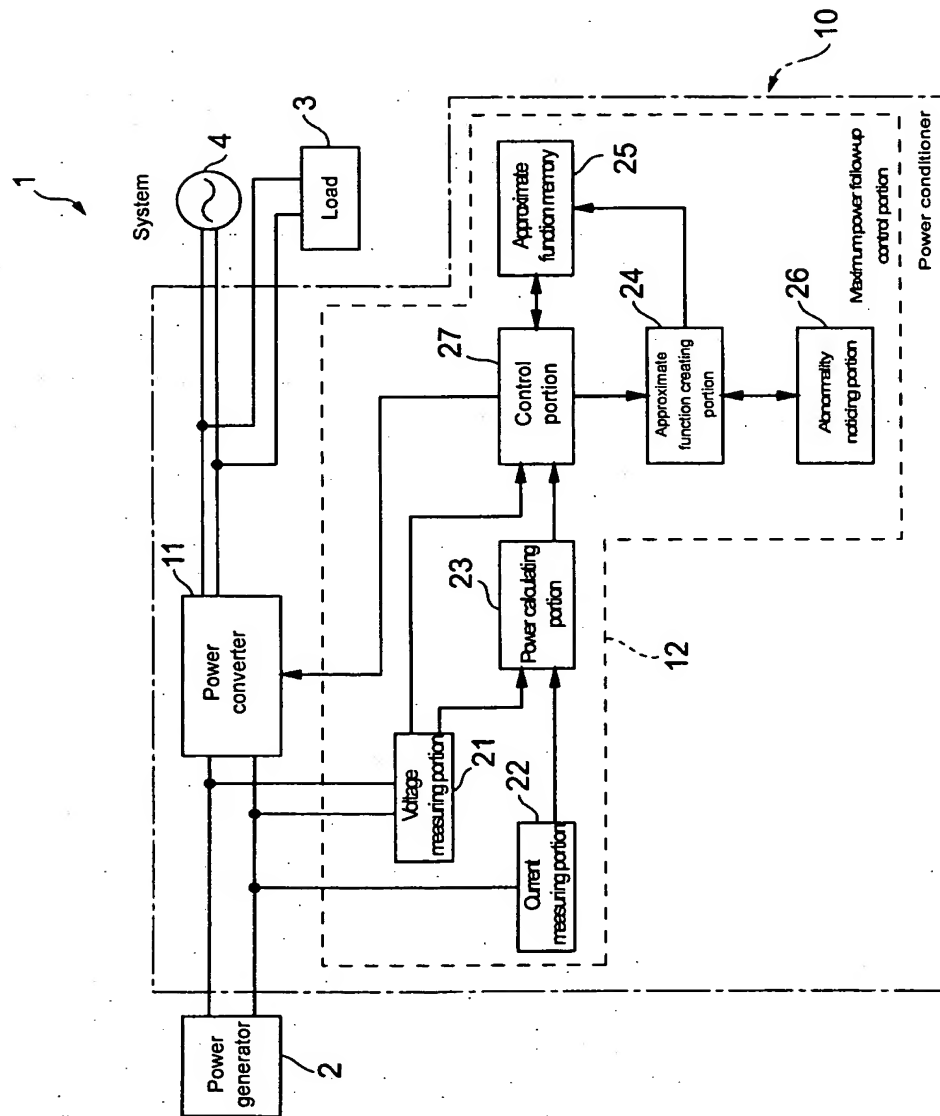 1
10
System
4
3
Load
Power
generator
2
11
Power
converter
Voltage
measuring portion
21
22
Current
measuring portion
23
Power calculating
portion
12
27
Control
portion
Approximate
function memory
25
24
Approximate
function creating
portion
26
Abnormality
noticing portion
Maximum power follow-up
control portion
Power conditioner